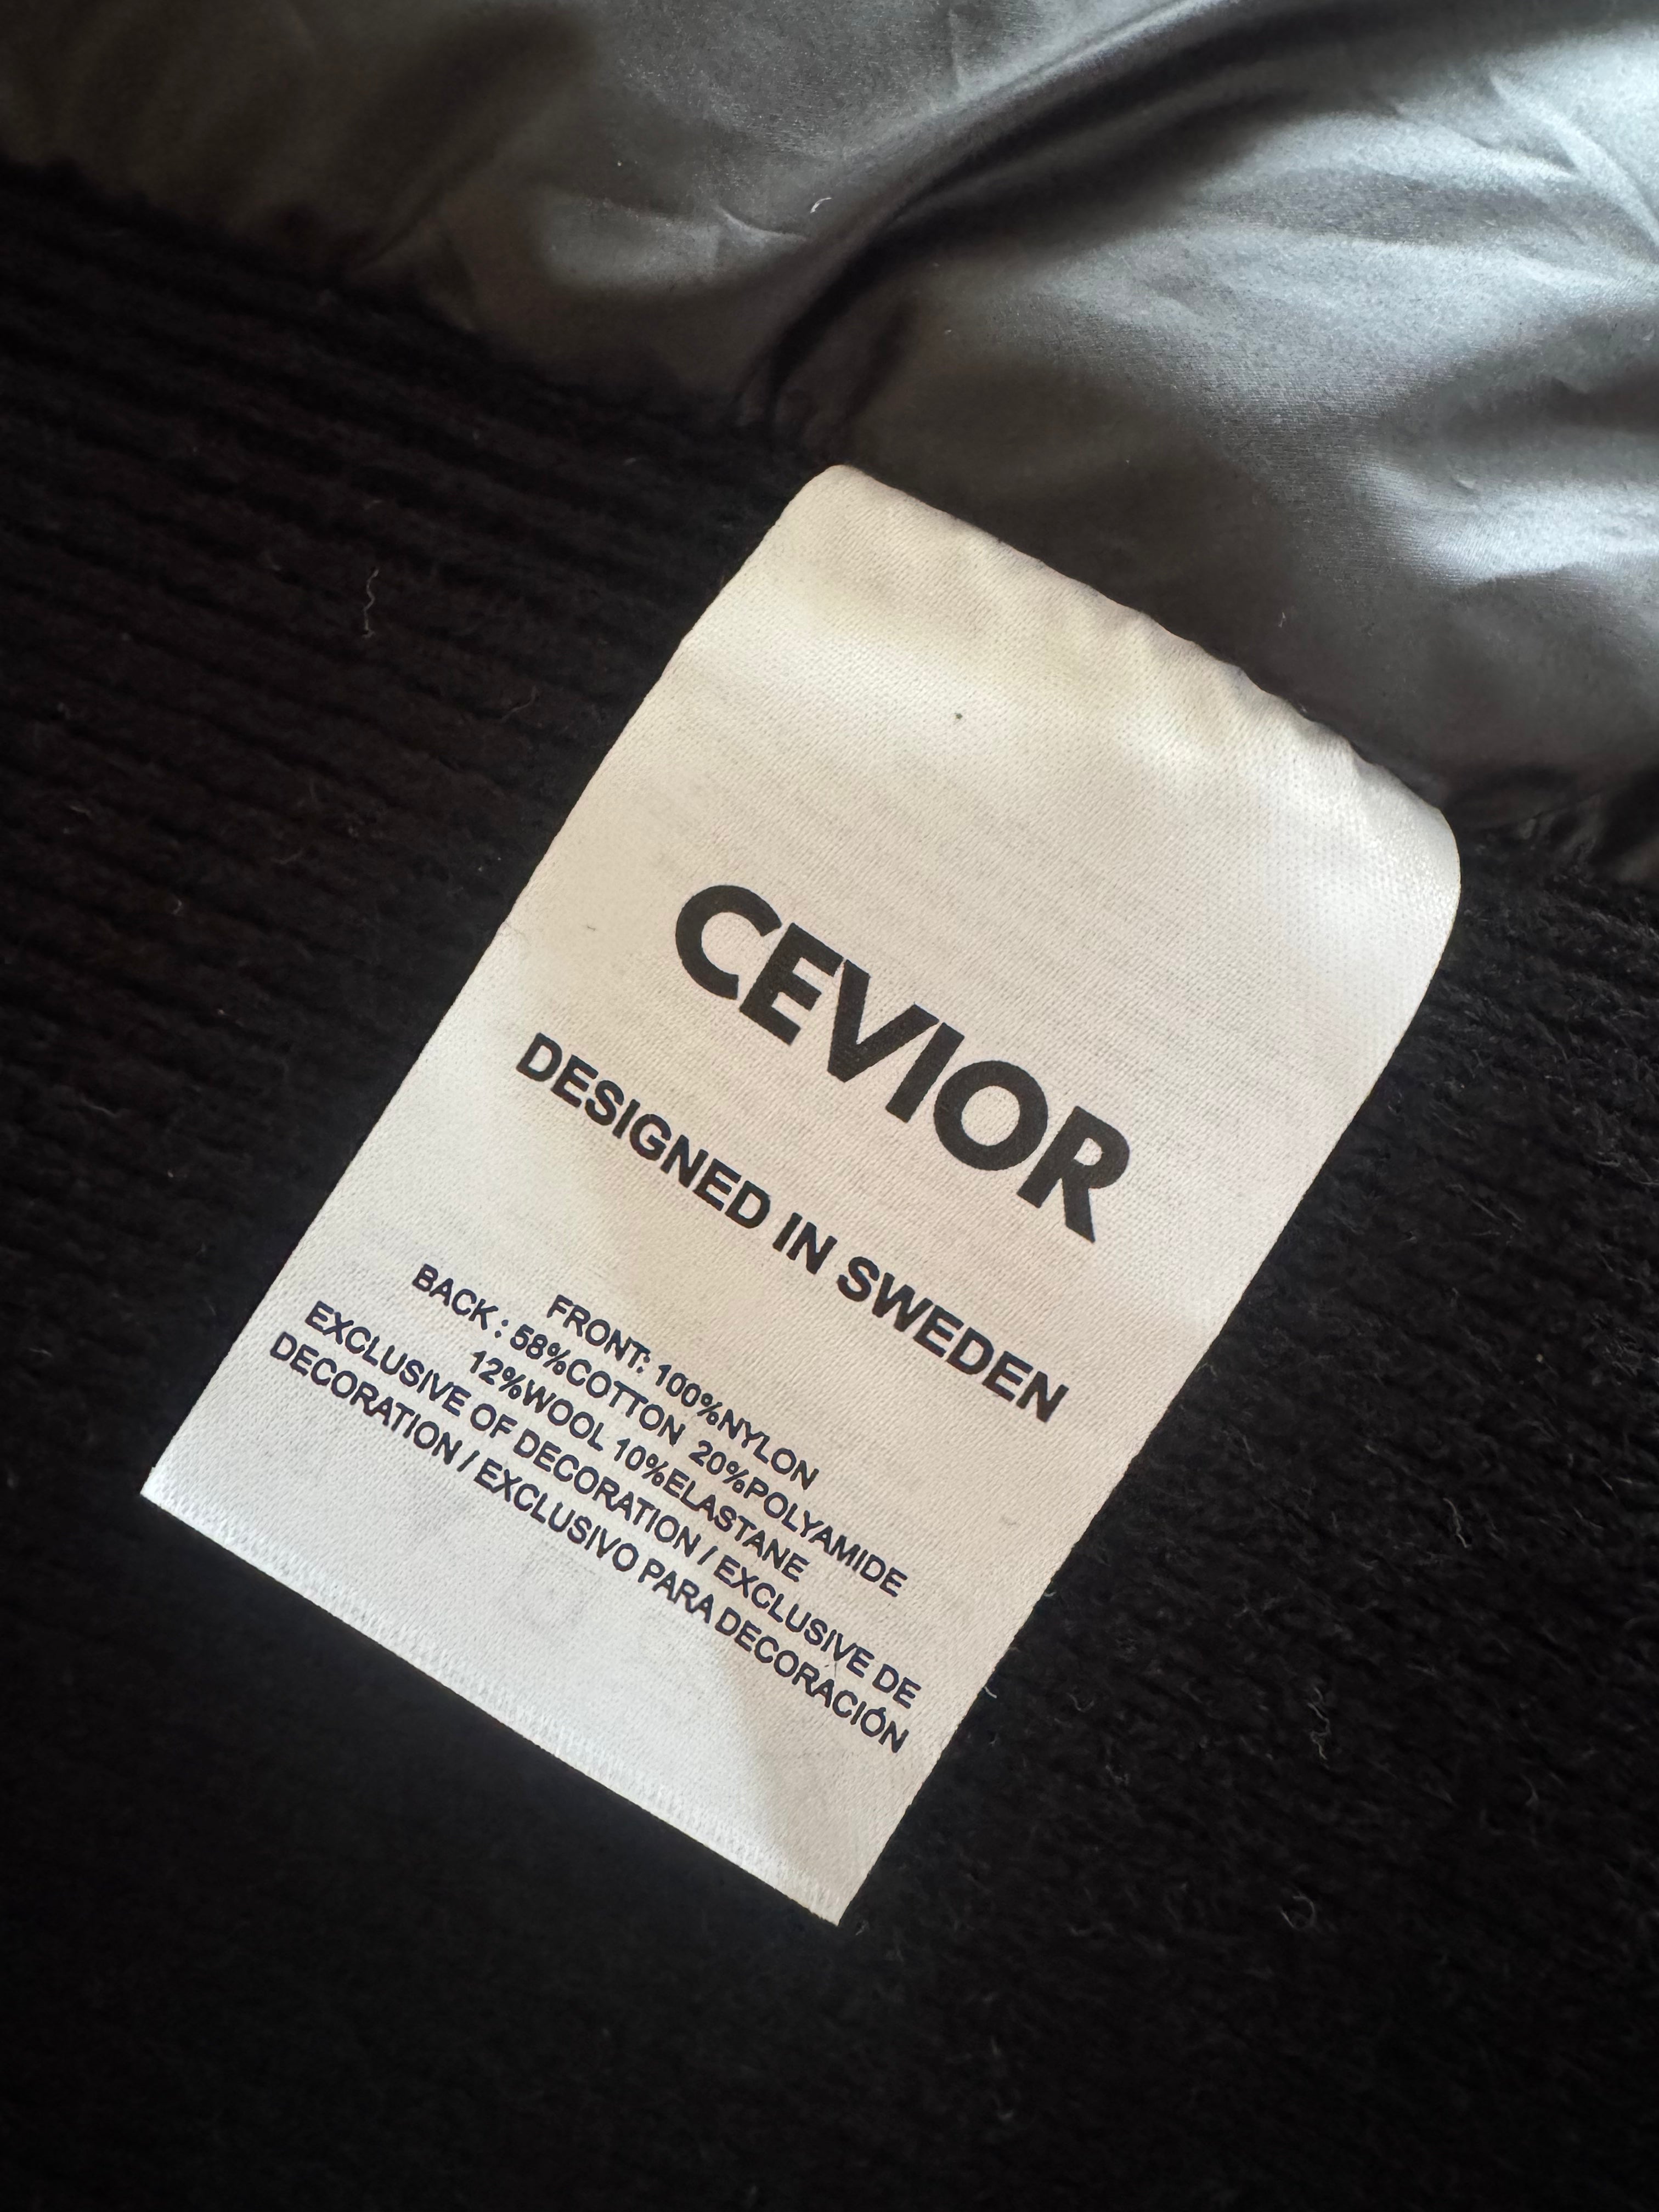 CEVIOR
DESIGNED IN SWEDEN
FRONT: 100%NYLON
BACK : 58%COTTON 20%POLYAMIDE
12%WOOL 10%ELASTANE
EXCLUSIVE OF DECORATION / EXCLUSIVE DE
DECORATION / EXCLUSIVO PARA DECORACIÓN